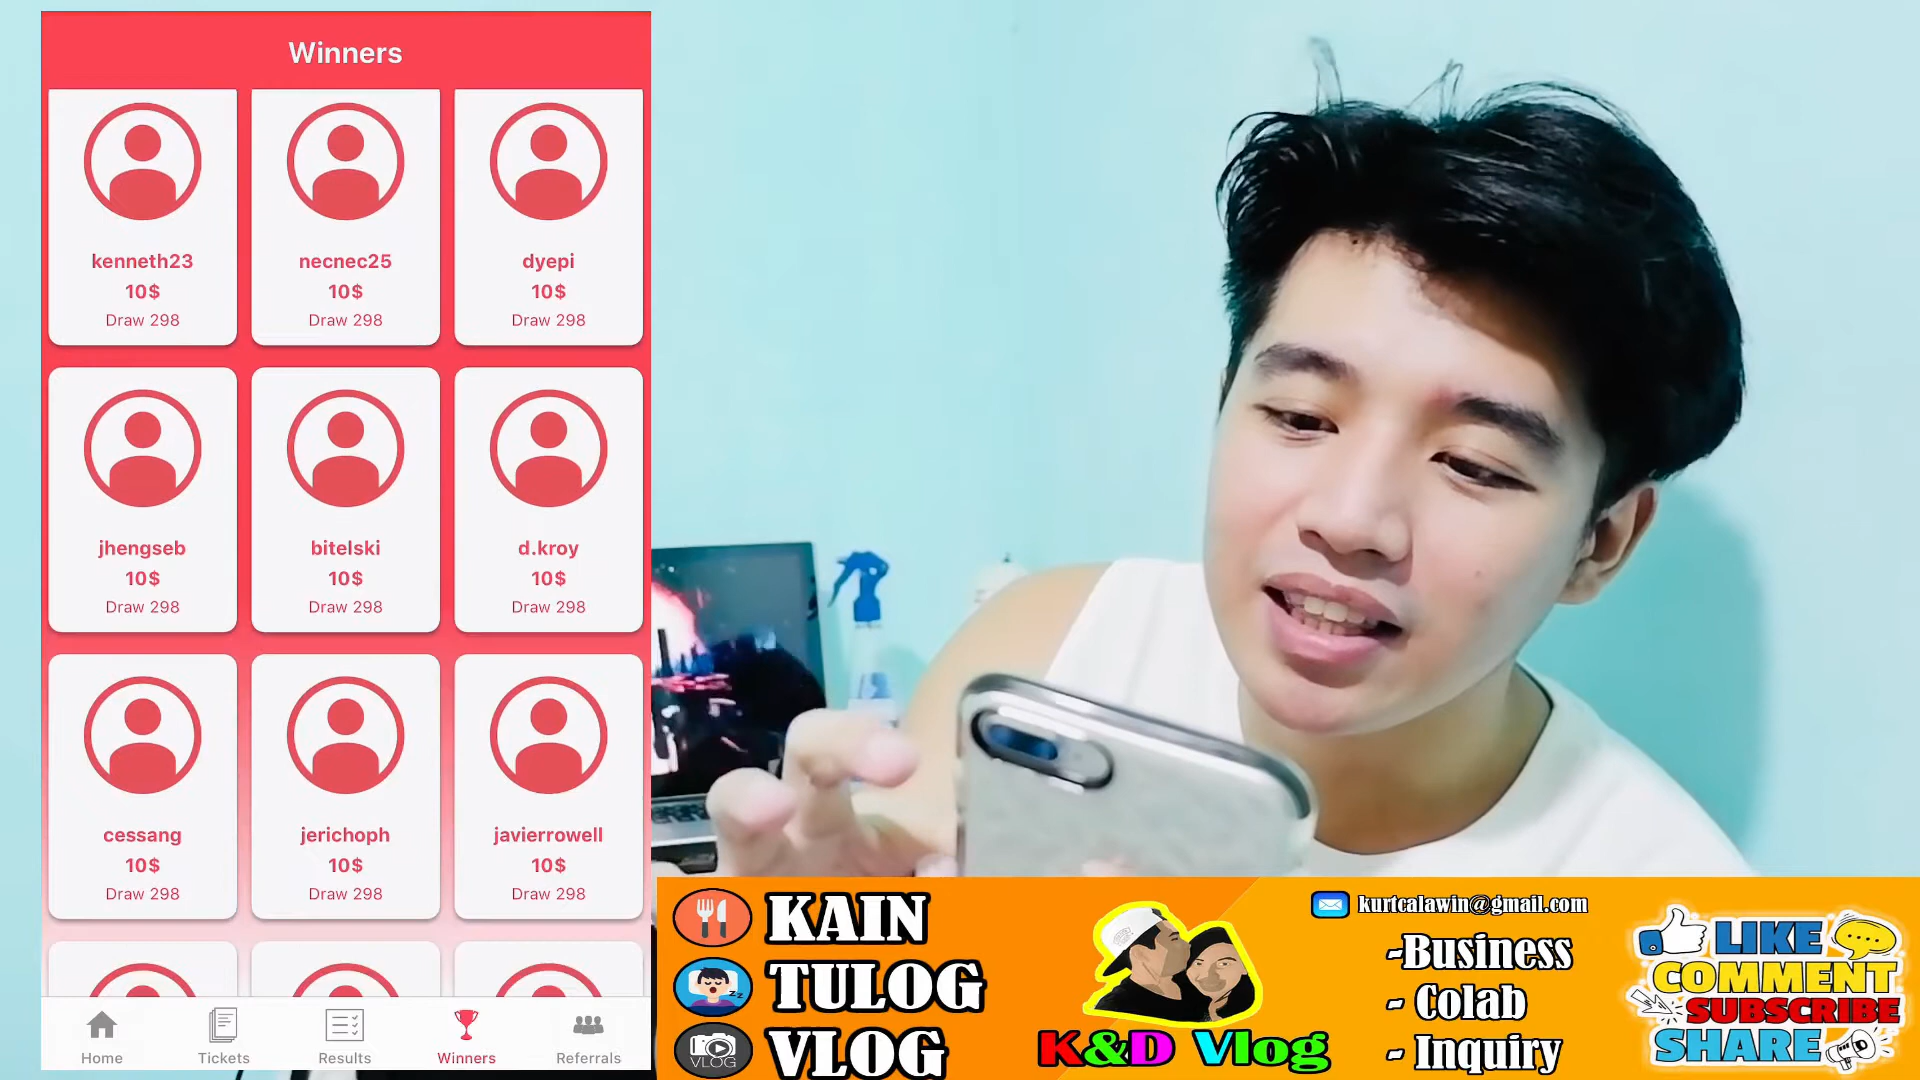 Winners
kenneth23
10$
Draw 298
necnec25
10$
Draw 298
dyepi
10$
Draw 298
jhengseb
10$
Draw 298
bitelski
10$
Draw 298
d.kroy
10$
Draw 298
cessang
10$
Draw 298
jerichoph
10$
Draw 298
javierrowell
10$
Draw 298
Home
Tickets
Results
Winners
Referrals
KAIN
TULOG
VLOG
VLOG
K&D Vlog
kurtcalawin@gmail.com
-Business
- Colab
- Inquiry
LIKE
COMMENT
SUBSCRIBE
SHARE